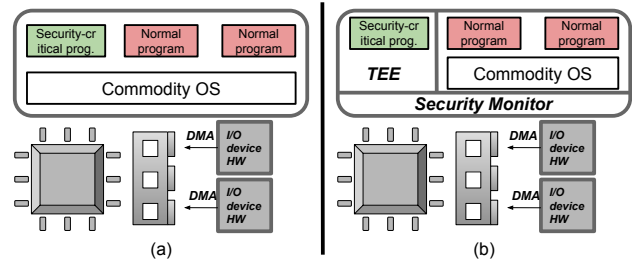 Security-cr
itical prog.
Normal
program
Normal
program
Commodity OS
DMA
I/O
device
HW
DMA
I/O
device
HW
(a)
Security-cr
itical prog.
Normal
program
Normal
program
TEE
Commodity OS
Security Monitor
DMA
I/O
device
HW
DMA
I/O
device
HW
(b)